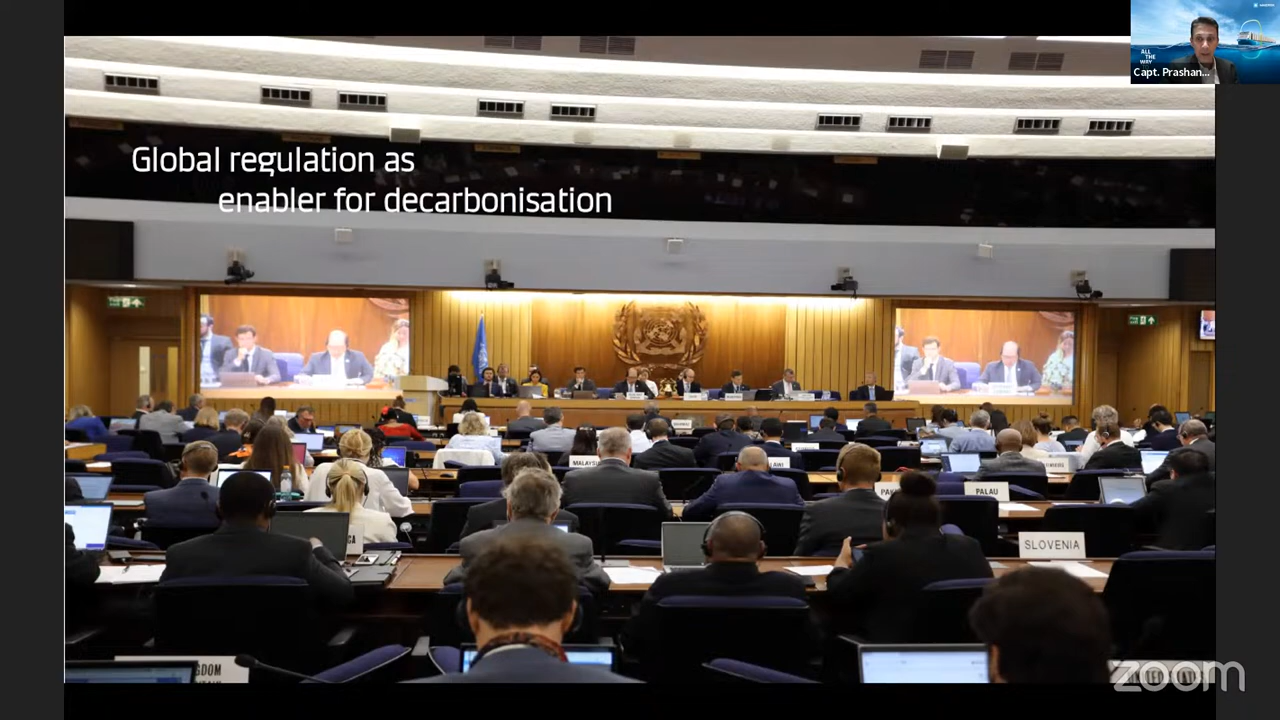 ALL
THE
WAY
Capt. Prashan...
Global regulation as
enabler for decarbonisation
MALAYSIA
PALAU
SLOVENIA
zoom